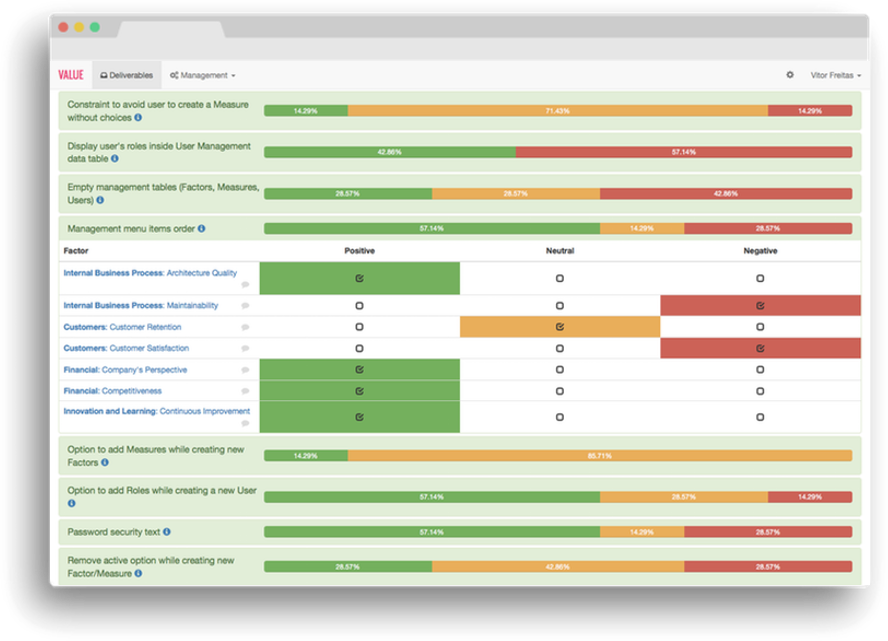 VALUE Deliverables Management Vitor Freitas
Constraint to avoid user to create a Measure
without choices
14.29% 71.43% 14.29%
Display user's roles inside User Management
data table
42.86% 57.14%
Empty management tables (Factors, Measures,
Users)
28.57% 28.57% 42.86%
Management menu items order
57.14% 14.29% 28.57%
Factor Positive Neutral Negative
Internal Business Process: Architecture Quality
Internal Business Process: Maintainability
Customers: Customer Retention
Customers: Customer Satisfaction
Financial: Company's Perspective
Financial: Competitiveness
Innovation and Learning: Continuous Improvement
Option to add Measures while creating new
Factors
14.29% 85.71%
Option to add Roles while creating a new User
57.14% 28.57% 14.29%
Password security text
57.14% 14.29% 28.57%
Remove active option while creating new
Factor/Measure
28.57% 42.86% 28.57%